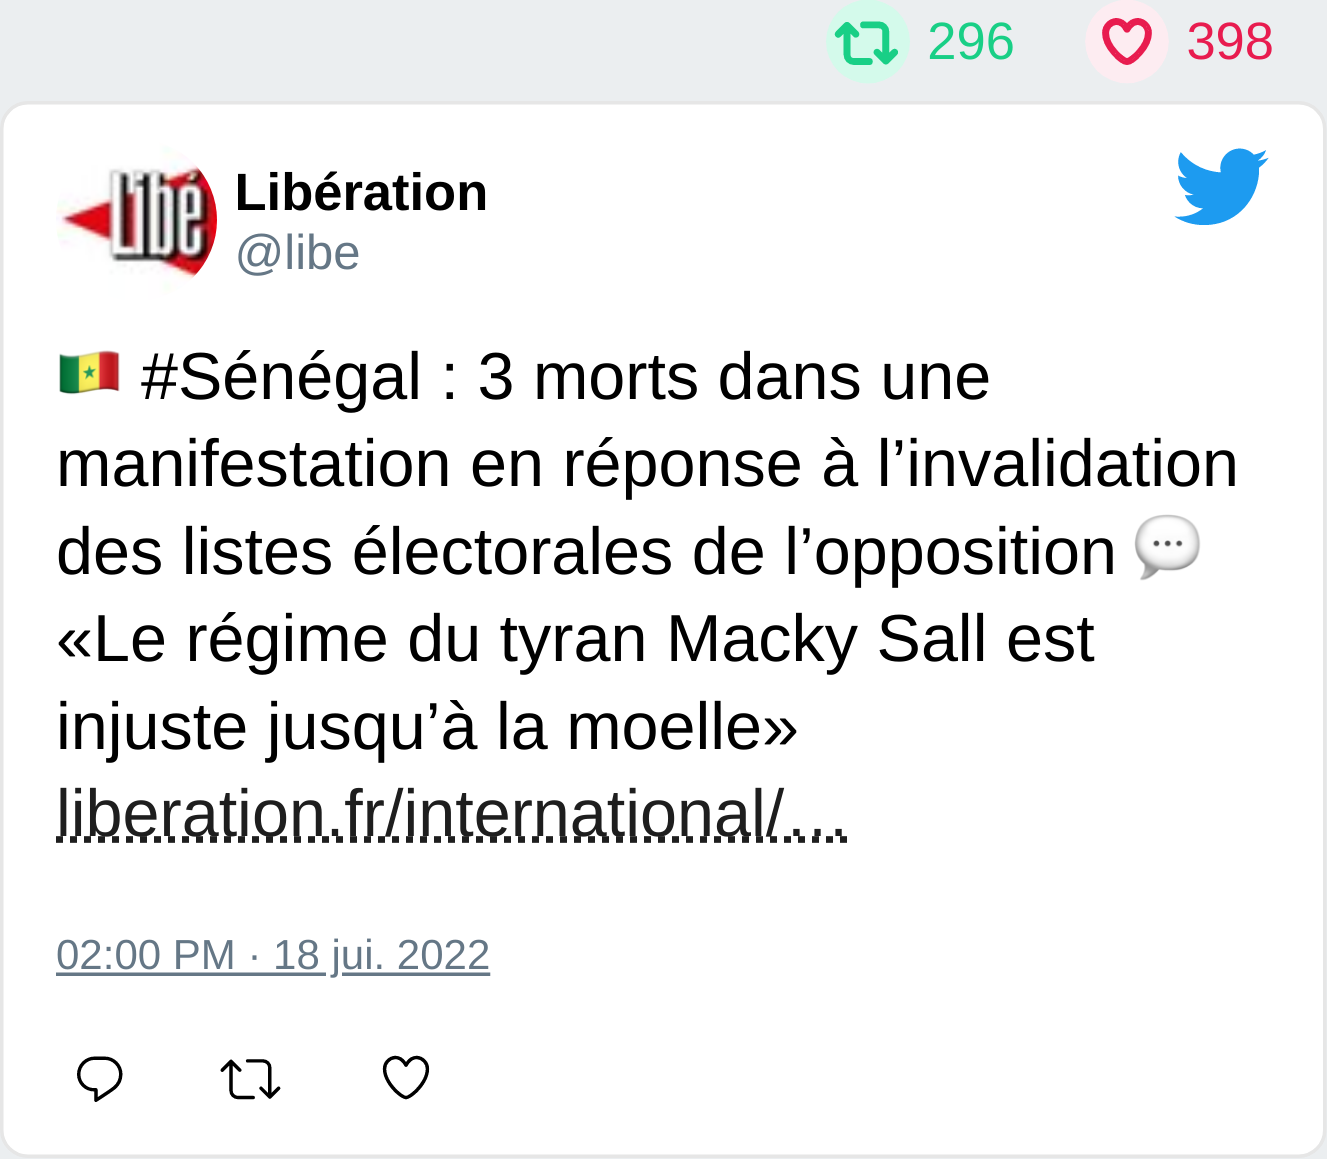 296 398
Libé Libération
@libe
🇸🇳 #Sénégal : 3 morts dans une
manifestation en réponse à l’invalidation
des listes électorales de l’opposition 💬
«Le régime du tyran Macky Sall est
injuste jusqu’à la moelle»
liberation.fr/international/…
02:00 PM · 18 jui. 2022